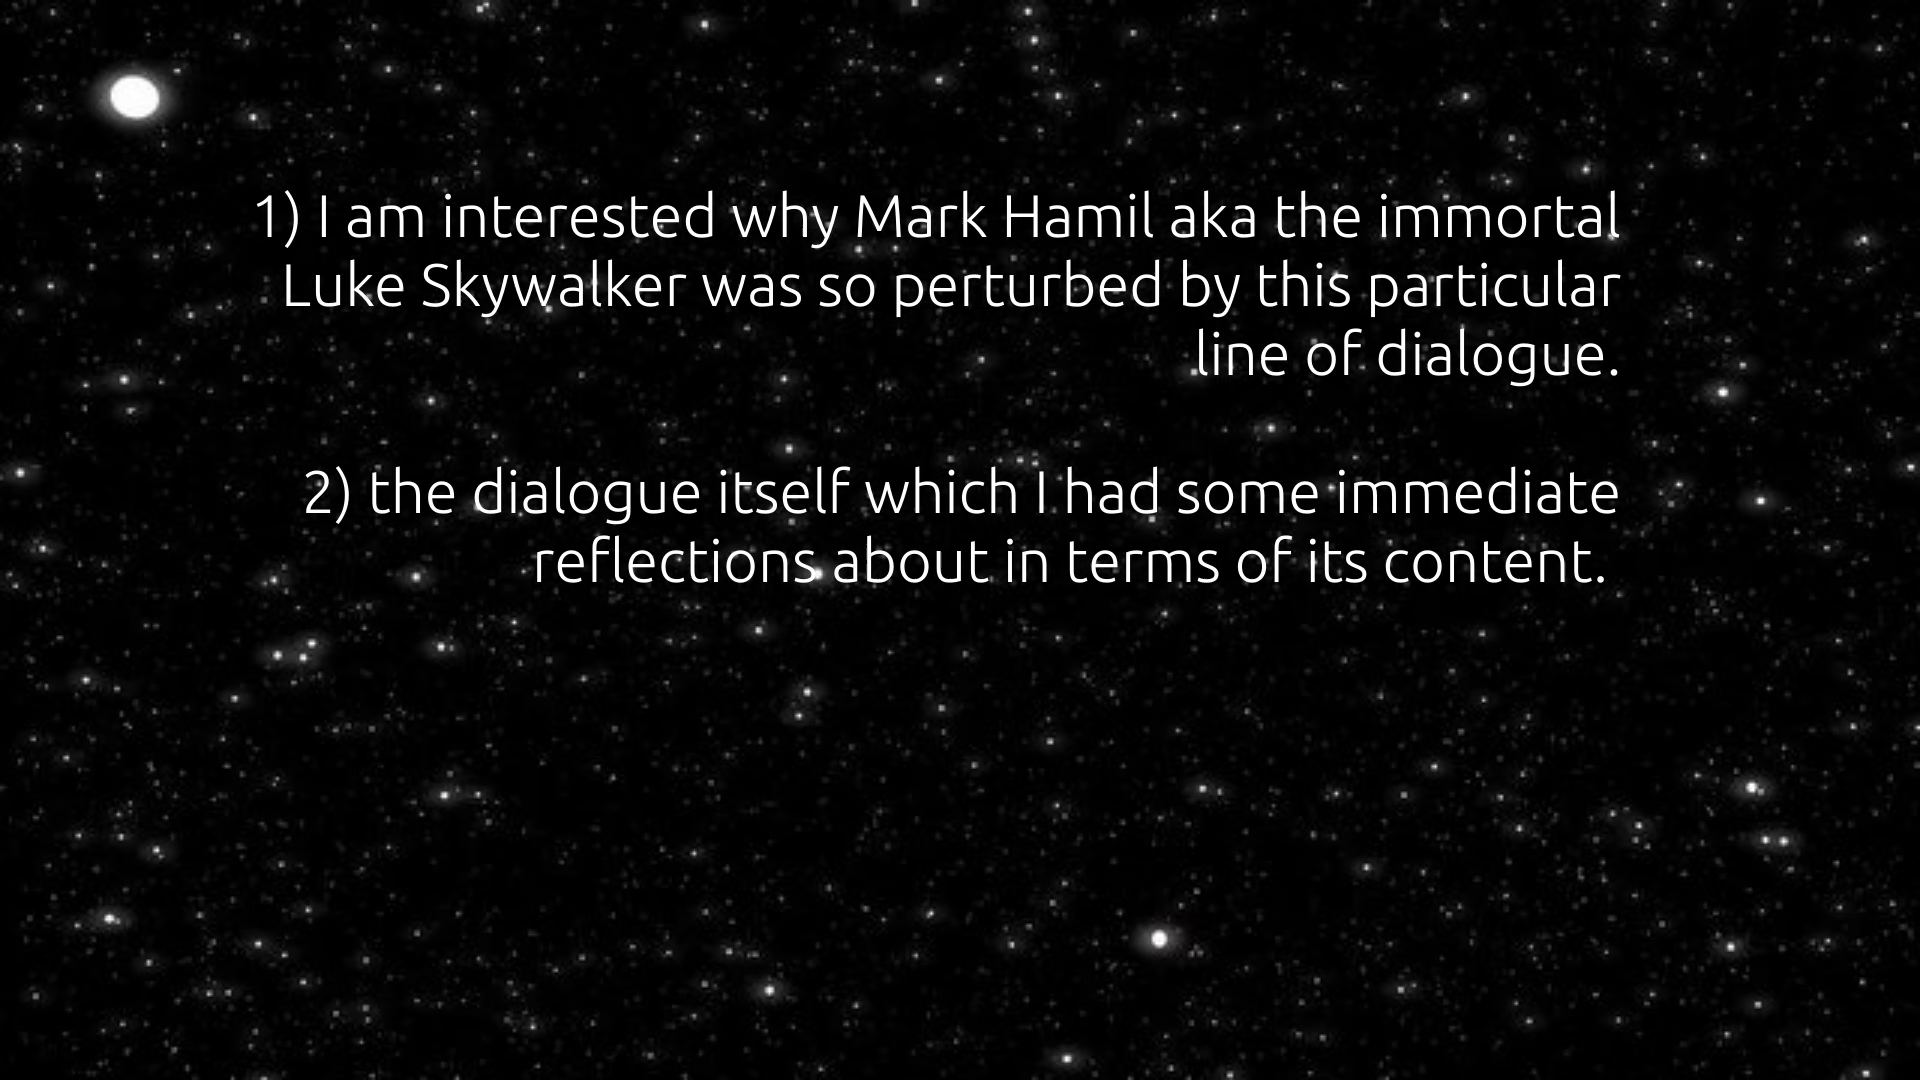 1) I am interested why Mark Hamil aka the immortal
Luke Skywalker was so perturbed by this particular
line of dialogue.
2) the dialogue itself which I had some immediate
reflections about in terms of its content.